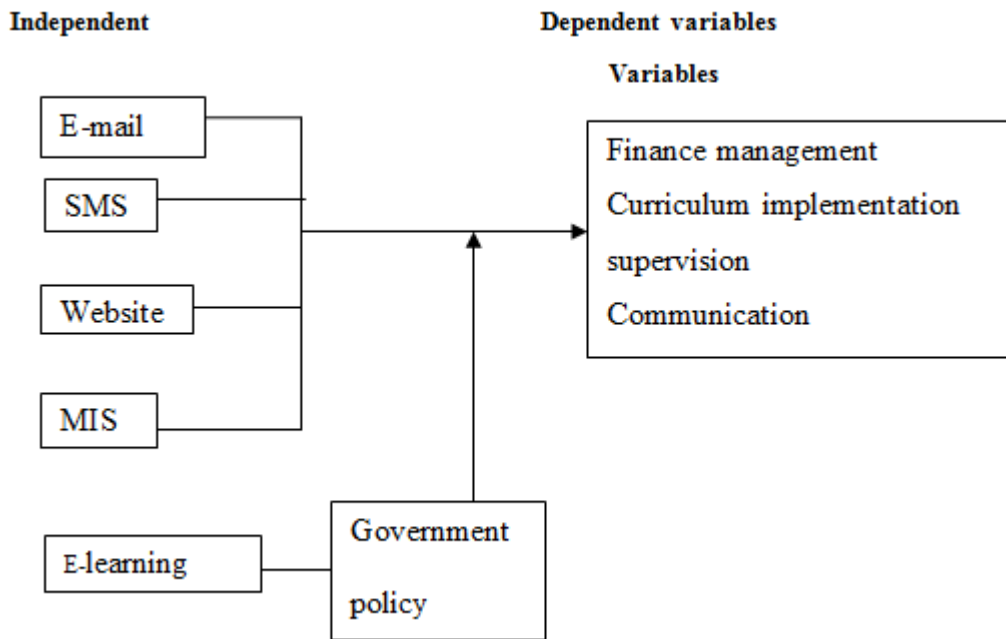 Independent
Dependent variables
Variables
E-mail
SMS
Website
MIS
E-learning
Government
policy
Finance management
Curriculum implementation
supervision
Communication